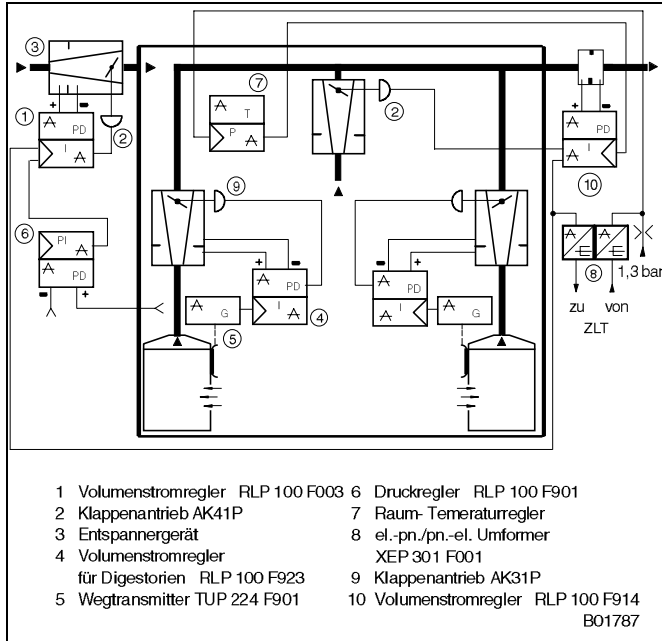 3
7
A
T
P
A
2
1
+
-
A
PD
I
A
2
+
-
A
PD
A
I
10
9
6
PI
A
A
PD
-
+
-
+
A
PD
I
A
4
A
G
5
-
+
A
PD
A
I
A
G
A
E
A
E
8
1,3 bar
zu von
ZLT
1 Volumenstromregler RLP 100 F003
2 Klappenantrieb AK41P
3 Entspannergerät
4 Volumenstromregler
für Digestorien RLP 100 F923
5 Wegtransmitter TUP 224 F901
6 Druckregler RLP 100 F901
7 Raum- Temeraturregler
8 el.-pn./pn.-el. Umformer
XEP 301 F001
9 Klappenantrieb AK31P
10 Volumenstromregler RLP 100 F914
B01787